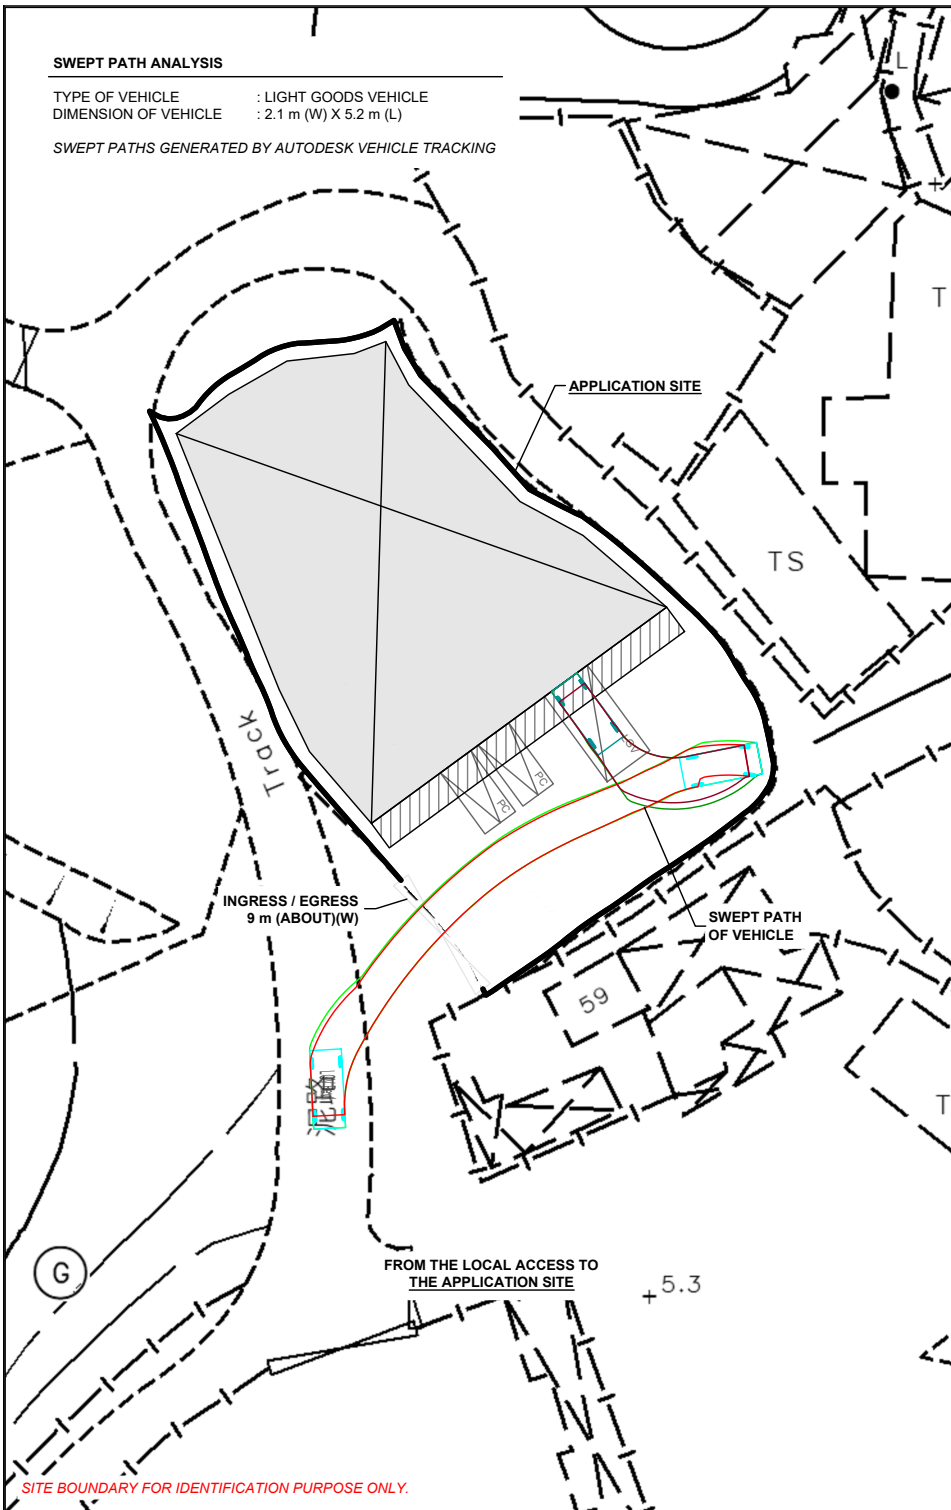 SWEPT PATH ANALYSIS
TYPE OF VEHICLE : LIGHT GOODS VEHICLE
DIMENSION OF VEHICLE : 2.1 m (W) X 5.2 m (L)
SWEPT PATHS GENERATED BY AUTODESK VEHICLE TRACKING
L
T
APPLICATION SITE
TS
Track
LGV
PC
PC
INGRESS / EGRESS
9 m (ABOUT)(W)
SWEPT PATH
OF VEHICLE
59
泥路
T
G
FROM THE LOCAL ACCESS TO
THE APPLICATION SITE
+5.3
SITE BOUNDARY FOR IDENTIFICATION PURPOSE ONLY.